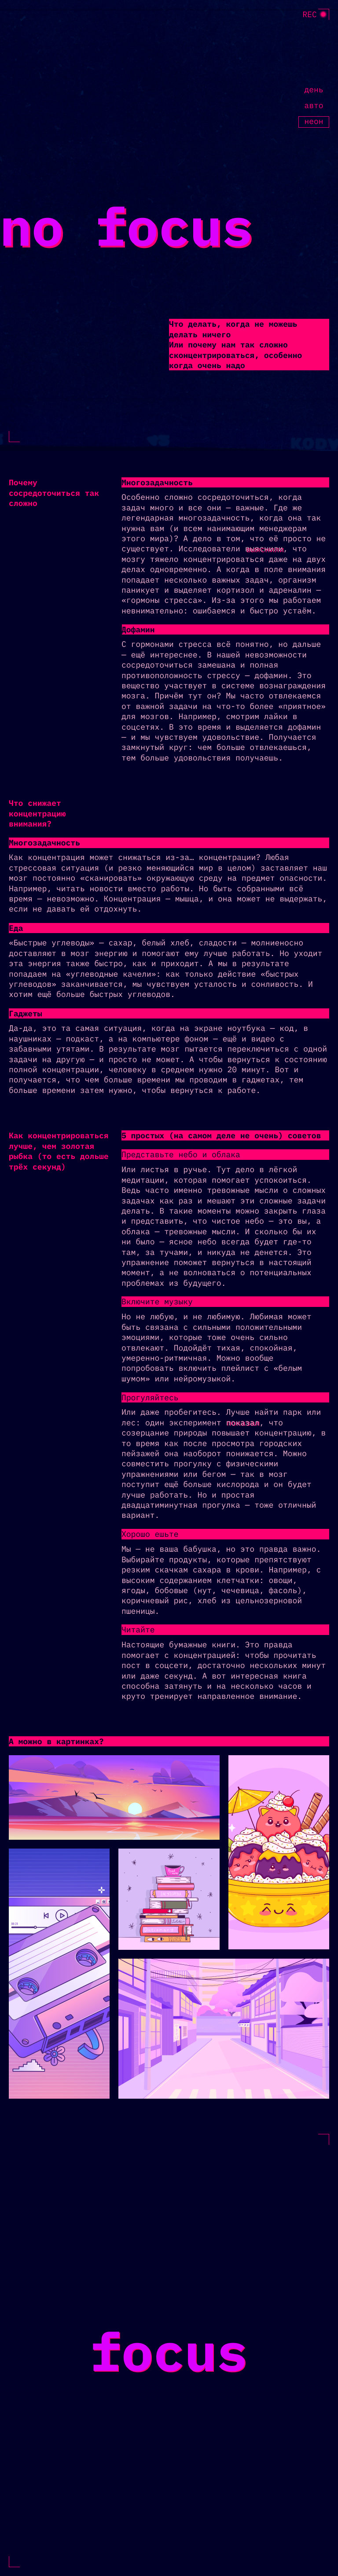 REC
день
авто
неон
no focus
Что делать, когда не можешь
делать ничего
Или почему нам так сложно
сконцентрироваться, особенно
когда очень надо
Почему
сосредоточиться так
сложно
Многозадачность
Особенно сложно сосредоточиться, когда
задач много и все они — важные. Где же
легендарная многозадачность, когда она так
нужна вам (и всем нанимающим менеджерам
этого мира)? А дело в том, что её просто не
существует. Исследователи выяснили, что
мозгу тяжело концентрироваться даже на двух
делах одновременно. А когда в поле внимания
попадает несколько важных задач, организм
паникует и выделяет кортизол и адреналин —
«гормоны стресса». Из-за этого мы работаем
невнимательно: ошибаемся и быстро устаём.
Дофамин
С гормонами стресса всё понятно, но дальше
— ещё интереснее. В нашей невозможности
сосредоточиться замешана и полная
противоположность стрессу — дофамин. Это
вещество участвует в системе вознаграждения
мозга. Причём тут он? Мы часто отвлекаемся
от важной задачи на что-то более «приятное»
для мозгов. Например, смотрим лайки в
соцсетях. В это время и выделяется дофамин
— и мы чувствуем удовольствие. Получается
замкнутый круг: чем больше отвлекаешься,
тем больше удовольствия получаешь.
Что снижает
концентрацию
внимания?
Многозадачность
Как концентрация может снижаться из-за… концентрации? Любая
стрессовая ситуация (и резко меняющийся мир в целом) заставляет наш
мозг постоянно «сканировать» окружающую среду на предмет опасности.
Например, читать новости вместо работы. Но быть собранными всё
время — невозможно. Концентрация — мышца, и она может не выдержать,
если не давать ей отдохнуть.
Еда
«Быстрые углеводы» — сахар, белый хлеб, сладости — молниеносно
доставляют в мозг энергию и помогают ему лучше работать. Но уходит
эта энергия также быстро, как и приходит. А мы в результате
попадаем на «углеводные качели»: как только действие «быстрых
углеводов» заканчивается, мы чувствуем усталость и сонливость. И
хотим ещё больше быстрых углеводов.
Гаджеты
Да-да, это та самая ситуация, когда на экране ноутбука — код, в
наушниках — подкаст, а на компьютере фоном — ещё и видео с
забавными утятами. В результате мозг пытается переключиться с одной
задачи на другую — и просто не может. А чтобы вернуться к состоянию
полной концентрации, человеку в среднем нужно 20 минут. Вот и
получается, что чем больше времени мы проводим в гаджетах, тем
больше времени затем нужно, чтобы вернуться к работе.
Как концентрироваться
лучше, чем золотая
рыбка (то есть дольше
трёх секунд)
5 простых (на самом деле не очень) советов
Представьте небо и облака
Или листья в ручье. Тут дело в лёгкой
медитации, которая помогает успокоиться.
Ведь часто именно тревожные мысли о сложных
задачах как раз и мешают эти сложные задачи
делать. В такие моменты можно закрыть глаза
и представить, что чистое небо — это вы, а
облака — тревожные мысли. И сколько бы их
ни было — ясное небо всегда будет где-то
там, за тучами, и никуда не денется. Это
упражнение поможет вернуться в настоящий
момент, а не волноваться о потенциальных
проблемах из будущего.
Включите музыку
Но не любую, и не любимую. Любимая может
быть связана с сильными положительными
эмоциями, которые тоже очень сильно
отвлекают. Подойдёт тихая, спокойная,
умеренно-ритмичная. Можно вообще
попробовать включить плейлист с «белым
шумом» или нейромузыкой.
Прогуляйтесь
Или даже пробегитесь. Лучше найти парк или
лес: один эксперимент показал, что
созерцание природы повышает концентрацию, в
то время как после просмотра городских
пейзажей она наоборот понижается. Можно
совместить прогулку с физическими
упражнениями или бегом — так в мозг
поступит ещё больше кислорода и он будет
лучше работать. Но и простая
двадцатиминутная прогулка — тоже отличный
вариант.
Хорошо ешьте
Мы — не ваша бабушка, но это правда важно.
Выбирайте продукты, которые препятствуют
резким скачкам сахара в крови. Например, с
высоким содержанием клетчатки: овощи,
ягоды, бобовые (нут, чечевица, фасоль),
коричневый рис, хлеб из цельнозерновой
пшеницы.
Читайте
Настоящие бумажные книги. Это правда
помогает с концентрацией: чтобы прочитать
пост в соцсети, достаточно нескольких минут
или даже секунд. А вот интересная книга
способна затянуть и на несколько часов и
круто тренирует направленное внимание.
А можно в картинках?
focus